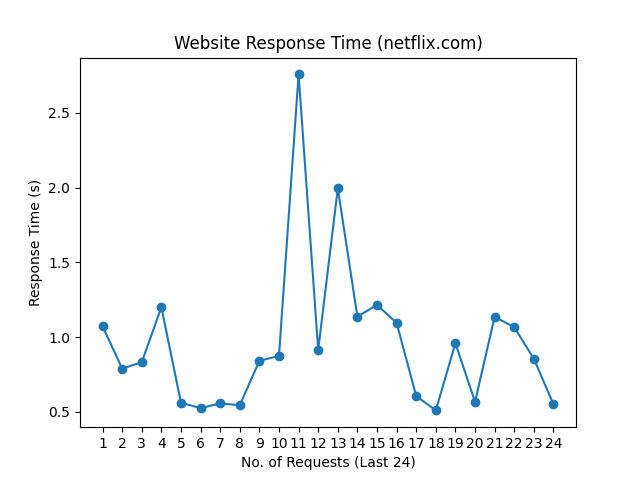 Website Response Time (netflix.com)
Response Time (s)
2.5
2.0
1.5
1.0
0.5
1 2 3 4 5 6 7 8 9 10 11 12 13 14 15 16 17 18 19 20 21 22 23 24
No. of Requests (Last 24)